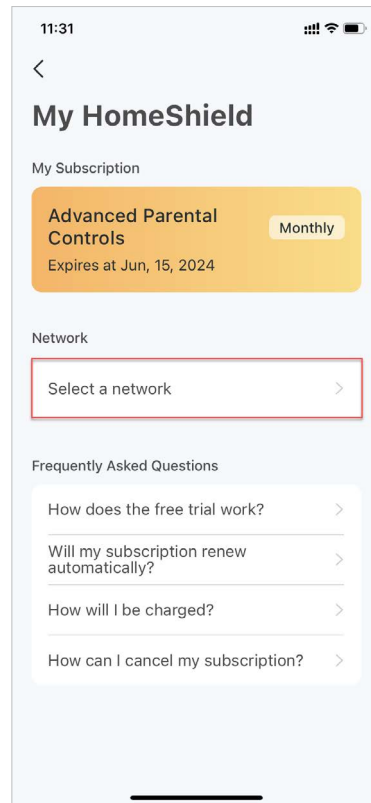 11:31
My HomeShield
My Subscription
Advanced Parental
Controls
Monthly
Expires at Jun, 15, 2024
Network
Select a network
Frequently Asked Questions
How does the free trial work?
Will my subscription renew
automatically?
How will I be charged?
How can I cancel my subscription?